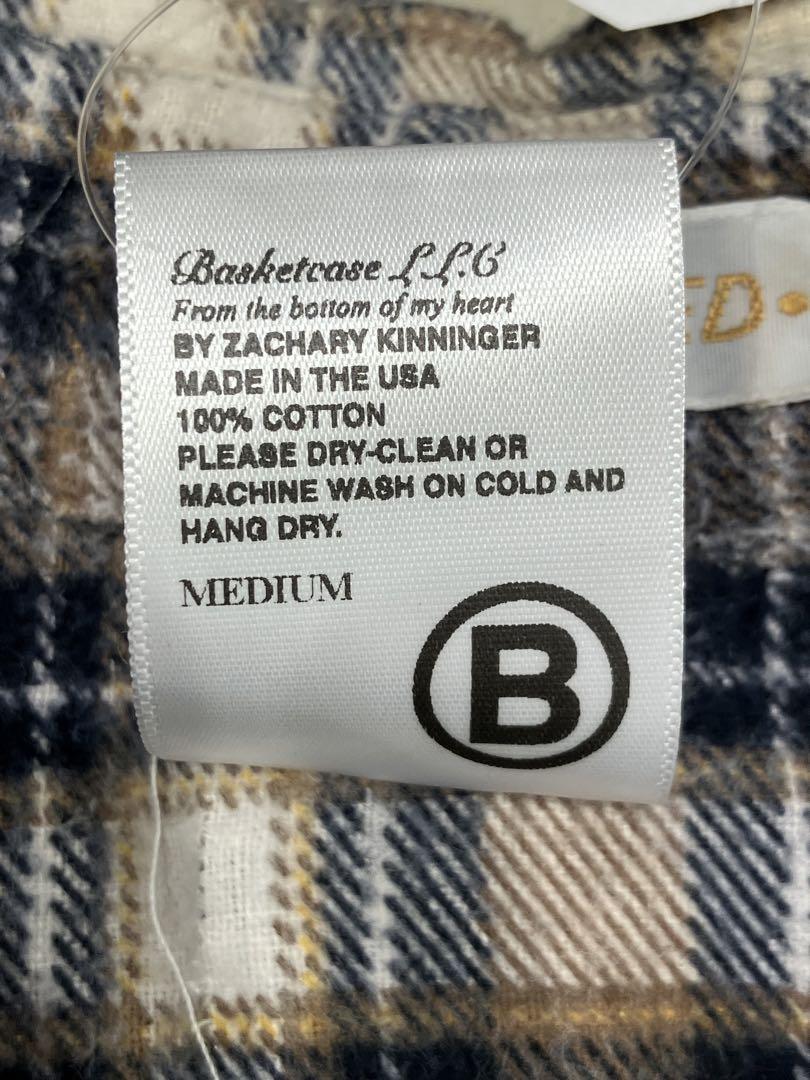 Basketcase LL.C
From the bottom of my heart
BY ZACHARY KINNINGER
MADE IN THE USA
100% COTTON
PLEASE DRY-CLEAN OR
MACHINE WASH ON COLD AND
HANG DRY.
MEDIUM
B